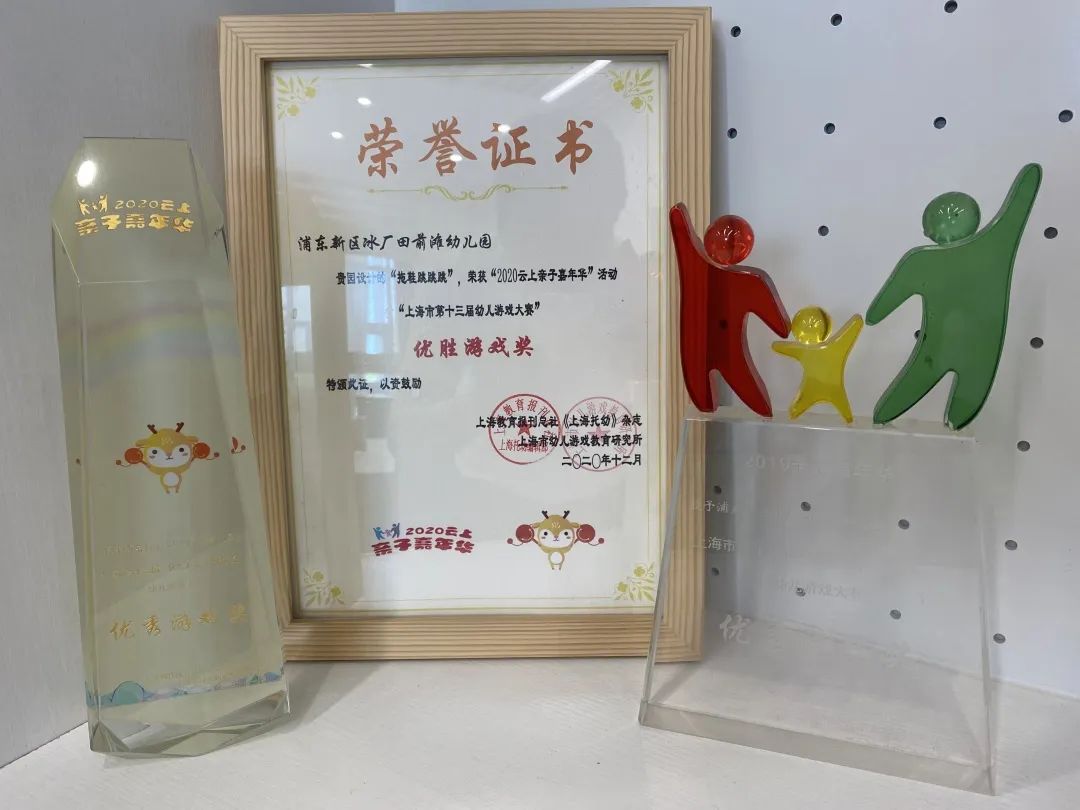 2020云上
亲子嘉年华
优秀游戏奖
荣誉证书
浦东新区冰厂田前滩幼儿园
贵园设计的“拖鞋跳跳跳”，荣获“2020云上亲子嘉年华”活动
“上海市第十三届幼儿游戏大赛”
优胜游戏奖
特颁此证，以资鼓励
上海教育报刊总社《上海托幼》杂志
上海市幼儿游戏教育研究所
二〇二〇年十二月
2020云上
亲子嘉年华
上海市
优